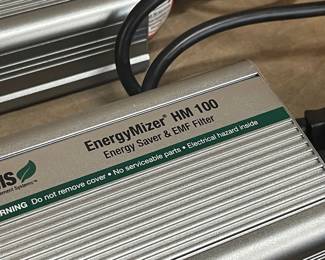 EnergyMizer® HM 100
Energy Saver & EMF Filter
Do not remove cover • No serviceable parts • Electrical hazard inside